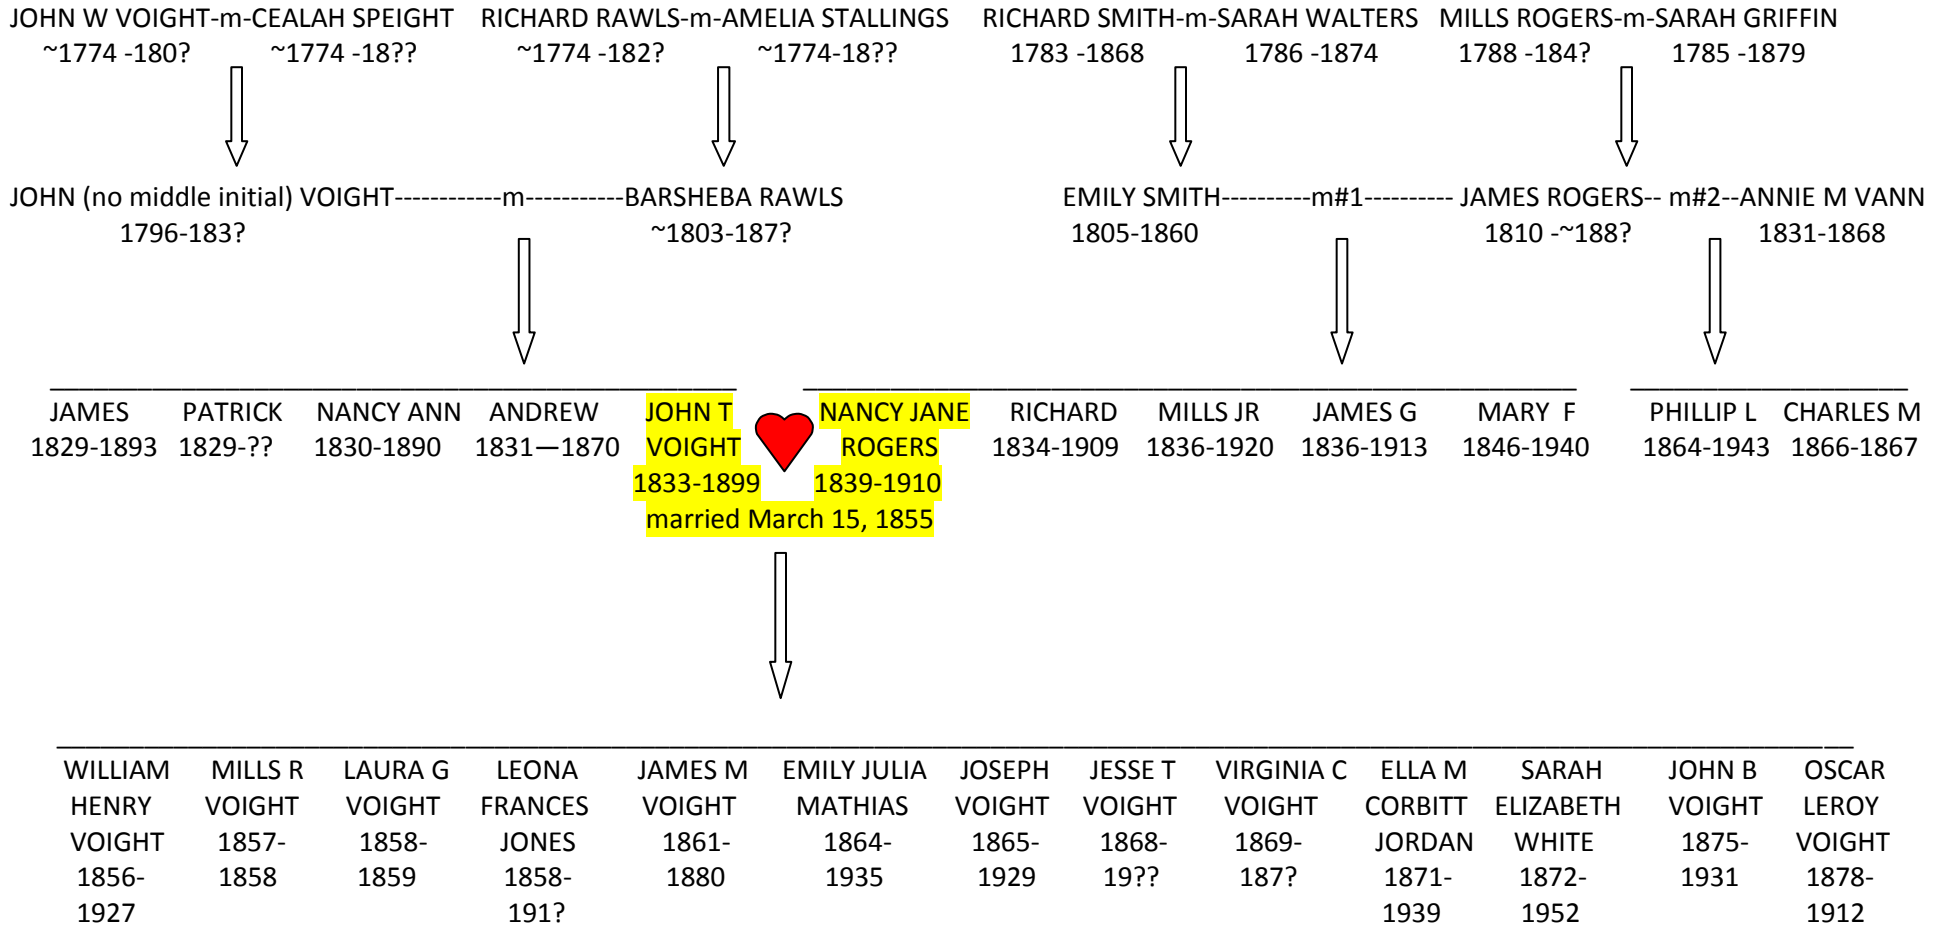 JOHN W VOIGHT-m-CEALAH SPEIGHT RICHARD RAWLS-m-AMELIA STALLINGS RICHARD SMITH-m-SARAH WALTERS MILLS ROGERS-m-SARAH GRIFFIN
~1774 -180? ~1774 -18?? ~1774 -182? ~1774-18?? 1783 -1868 1786 -1874 1788 -184? 1785 -1879
JOHN (no middle initial) VOIGHT------------m-----------BARSHEBA RAWLS EMILY SMITH----------m#1---------- JAMES ROGERS-- m#2--ANNIE M VANN
1796-183? ~1803-187? 1805-1860 1810 -~188? 1831-1868
JAMES PATRICK NANCY ANN ANDREW JOHN T NANCY JANE RICHARD MILLS JR JAMES G MARY F PHILLIP L CHARLES M
1829-1893 1829-?? 1830-1890 1831—1870 VOIGHT ROGERS 1834-1909 1836-1920 1836-1913 1846-1940 1864-1943 1866-1867
1833-1899 1839-1910
married March 15, 1855
WILLIAM MILLS R LAURA G LEONA JAMES M EMILY JULIA JOSEPH JESSE T VIRGINIA C ELLA M SARAH JOHN B OSCAR
HENRY VOIGHT VOIGHT FRANCES VOIGHT MATHIAS VOIGHT VOIGHT VOIGHT CORBITT ELIZABETH VOIGHT LEROY
VOIGHT 1857- 1858- JONES 1861- 1864- 1865- 1868- 1869- JORDAN WHITE 1875- VOIGHT
1856- 1858 1859 1858- 1880 1935 1929 19?? 187? 1871- 1872- 1931 1878-
1927 191? 1939 1952 1912